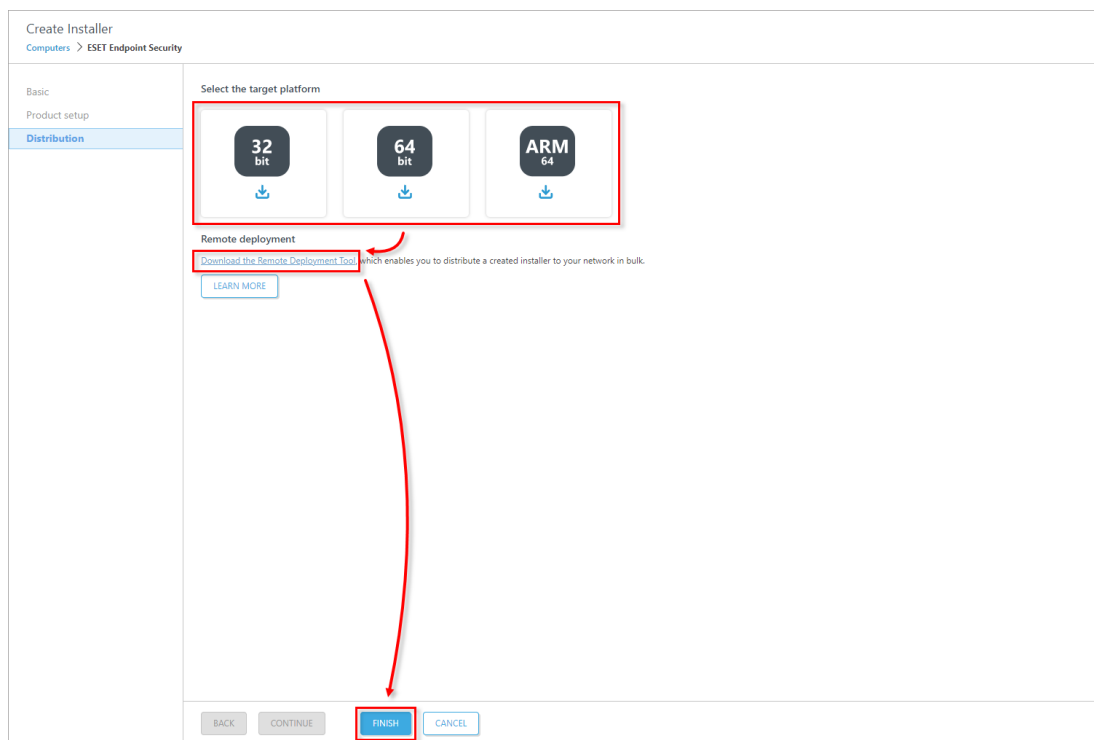 Create Installer
Computers > ESET Endpoint Security
Basic
Product setup
Distribution
Select the target platform
32
bit
64
bit
ARM
64
Remote deployment
Download the Remote Deployment Tool, which enables you to distribute a created installer to your network in bulk.
LEARN MORE
BACK
CONTINUE
FINISH
CANCEL